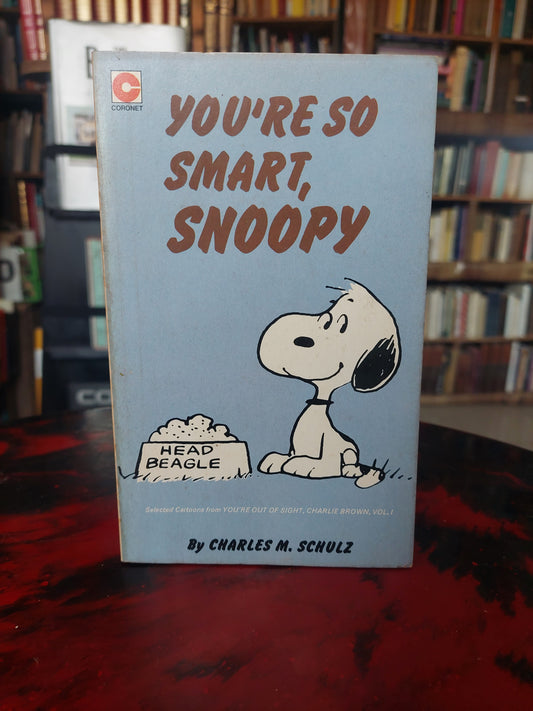 CORONET
YOU'RE SO
SMART,
SNOOPY
HEAD
BEAGLE
Selected Cartoons from YOU'RE OUT OF SIGHT, CHARLIE BROWN, VOL. I
By CHARLES M. SCHULZ